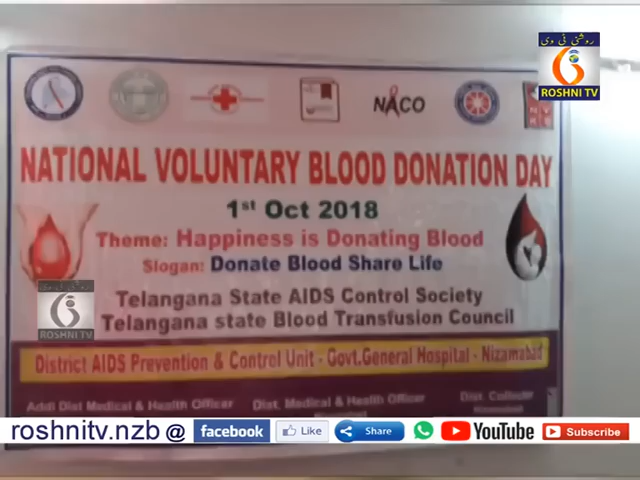 روشنی ٹی وی
ROSHNI TV
NACO
NATIONAL VOLUNTARY BLOOD DONATION DAY
1st Oct 2018
Theme: Happiness is Donating Blood
Slogan: Donate Blood Share Life
روشنی ٹی وی
ROSHNI TV
Telangana State AIDS Control Society
Telangana state Blood Transfusion Council
District AIDS Prevention & Control Unit - Govt.General Hospital - Nizamabad
Addl Dist Medical & Health Officer Dist. Medical & Health Officer Dist. Collector
roshnitv.nzb @ facebook Like Share YouTube Subscribe